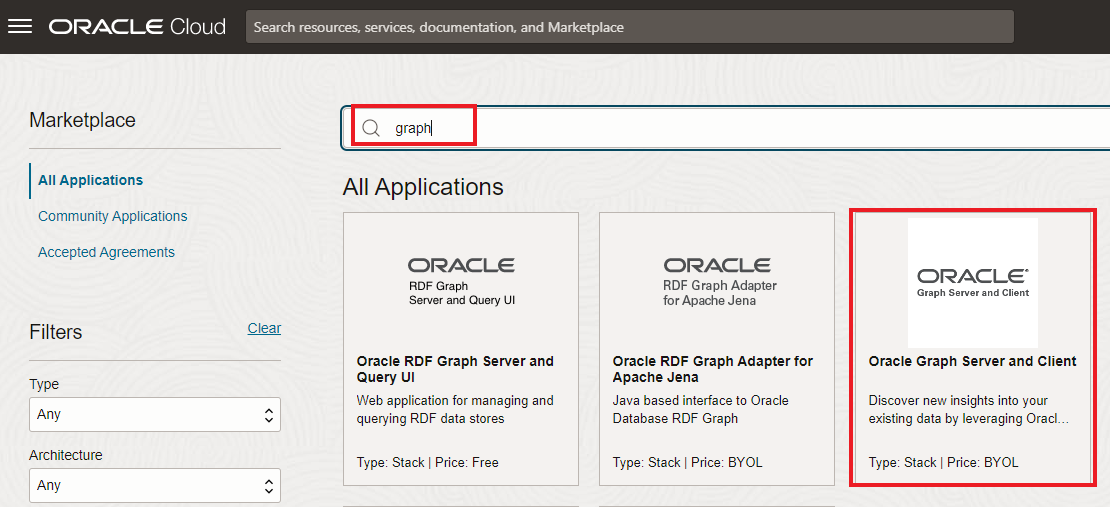 ORACLE Cloud
Search resources, services, documentation, and Marketplace
Marketplace
All Applications
Community Applications
Accepted Agreements
Filters
Clear
Type
Any
Architecture
Any
graph
All Applications
ORACLE
RDF Graph
Server and Query UI
Oracle RDF Graph Server and
Query UI
Web application for managing and
querying RDF data stores
Type: Stack | Price: Free
ORACLE
RDF Graph Adapter
for Apache Jena
Oracle RDF Graph Adapter for
Apache Jena
Java based interface to Oracle
Database RDF Graph
Type: Stack | Price: BYOL
ORACLE®
Graph Server and Client
Oracle Graph Server and Client
Discover new insights into your
existing data by leveraging Oracl...
Type: Stack | Price: BYOL